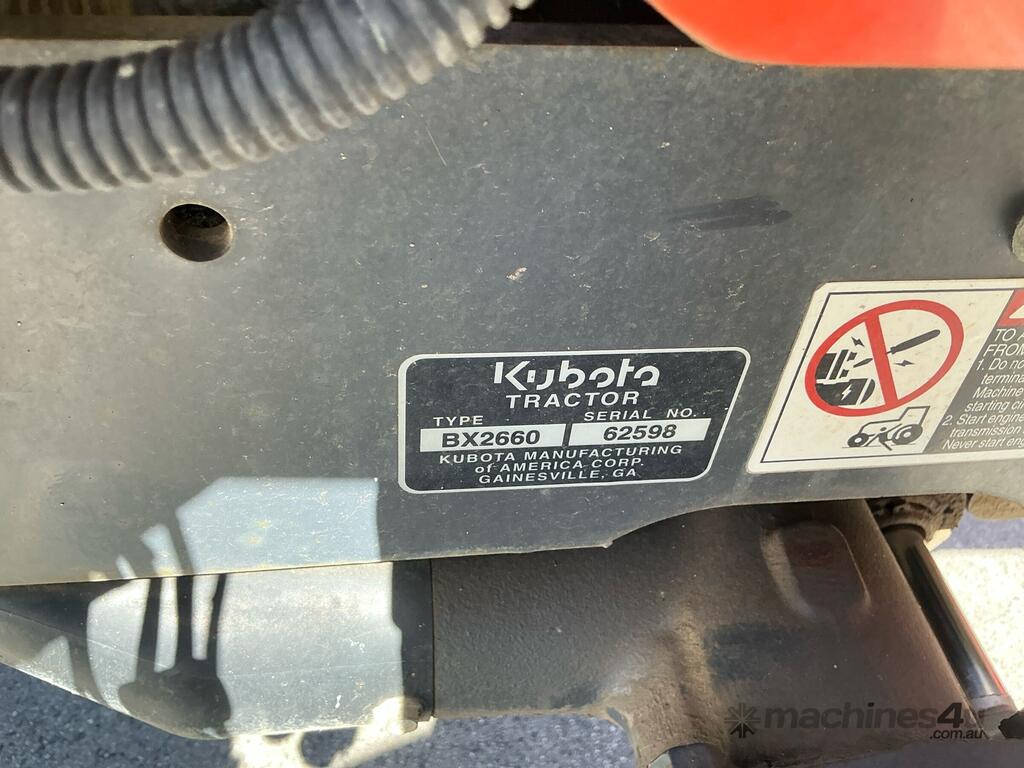 Kubota
TRACTOR
TYPE SERIAL NO.
BX2660 62598
KUBOTA MANUFACTURING
of AMERICA CORP.
GAINESVILLE, GA
TO
FROM
1. Do no
termina
Machine
starting ci
2. Start engine
transmission
Never start eng
machines4u
.com.au